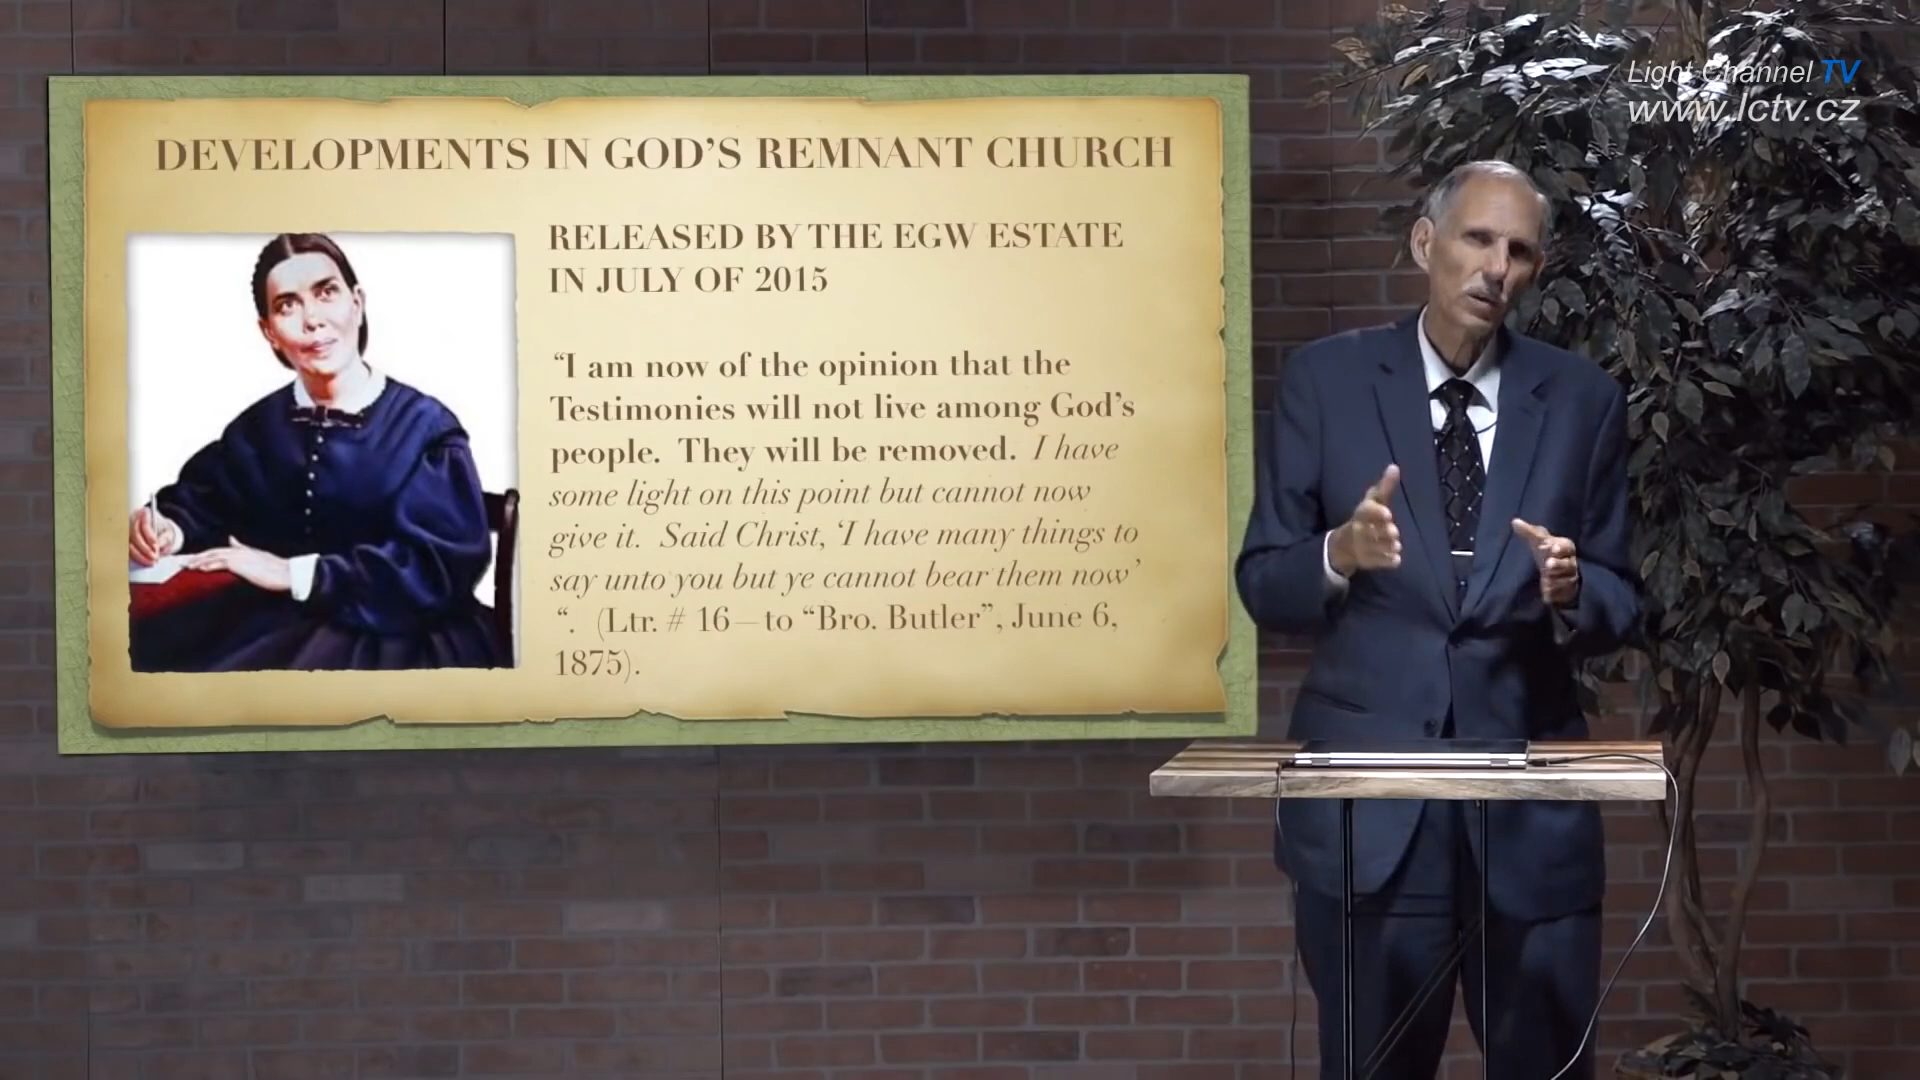 Light Channel TV
www.lctv.cz
DEVELOPMENTS IN GOD’S REMNANT CHURCH
RELEASED BY THE EGW ESTATE
IN JULY OF 2015
“I am now of the opinion that the
Testimonies will not live among God’s
people. They will be removed. I have
some light on this point but cannot now
give it. Said Christ, ‘I have many things to
say unto you but ye cannot bear them now’
“. (Ltr. # 16—to “Bro. Butler”, June 6,
1875).